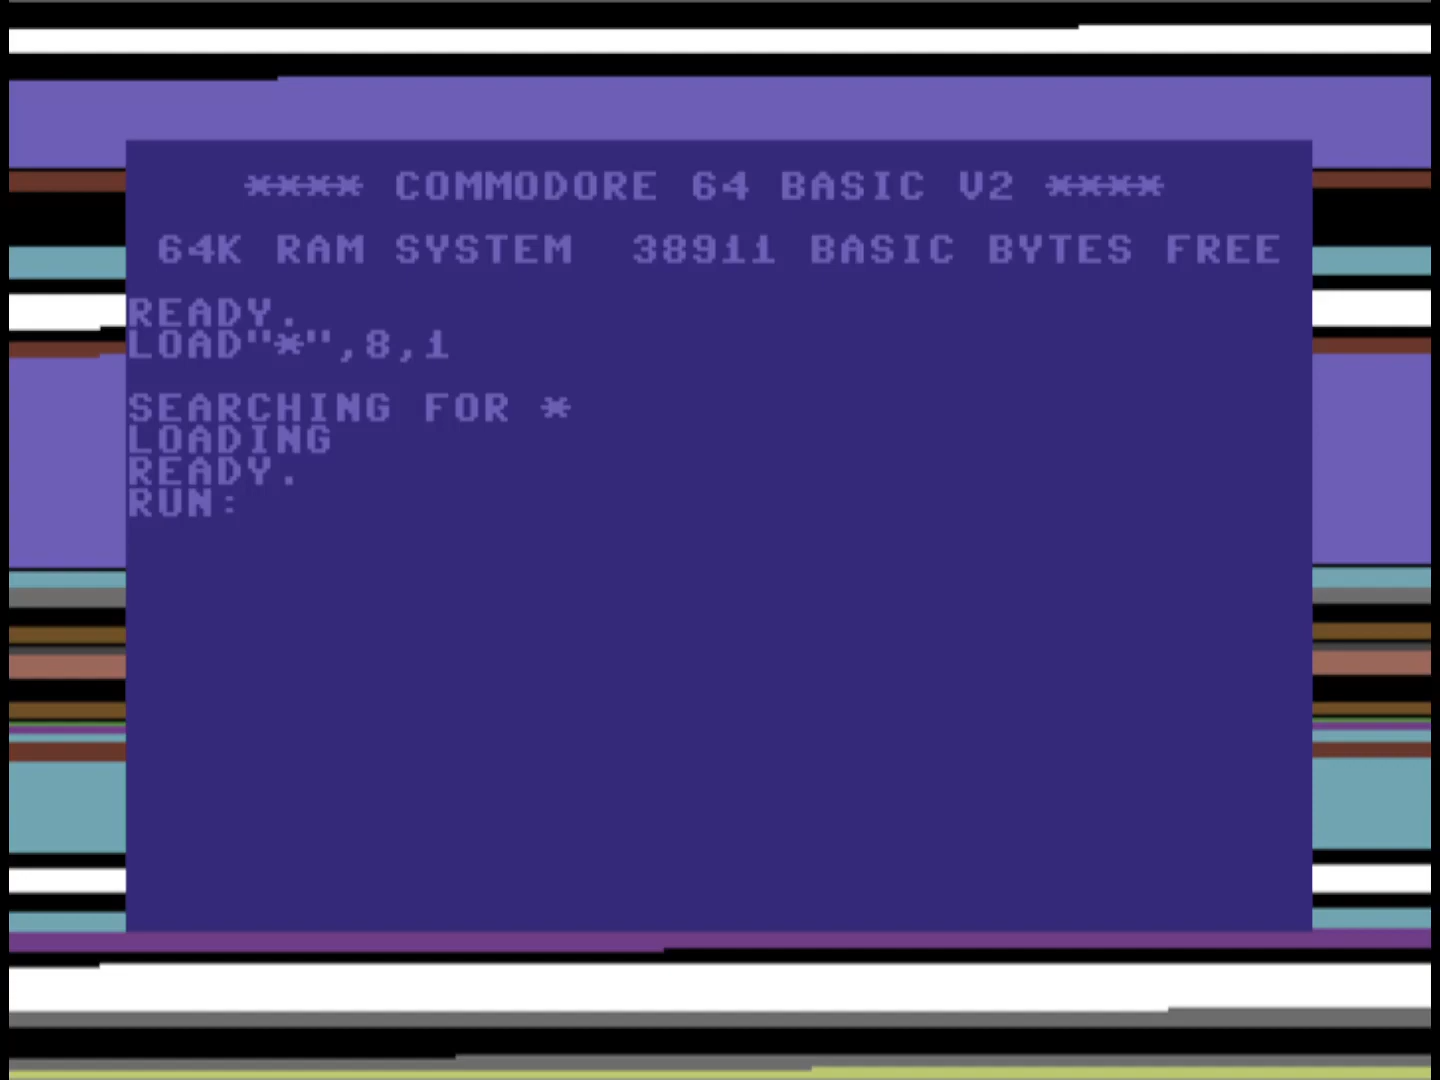 **** COMMODORE 64 BASIC V2 ****
64K RAM SYSTEM  38911 BASIC BYTES FREE
READY.
LOAD"*",8,1
SEARCHING FOR *
LOADING
READY.
RUN: